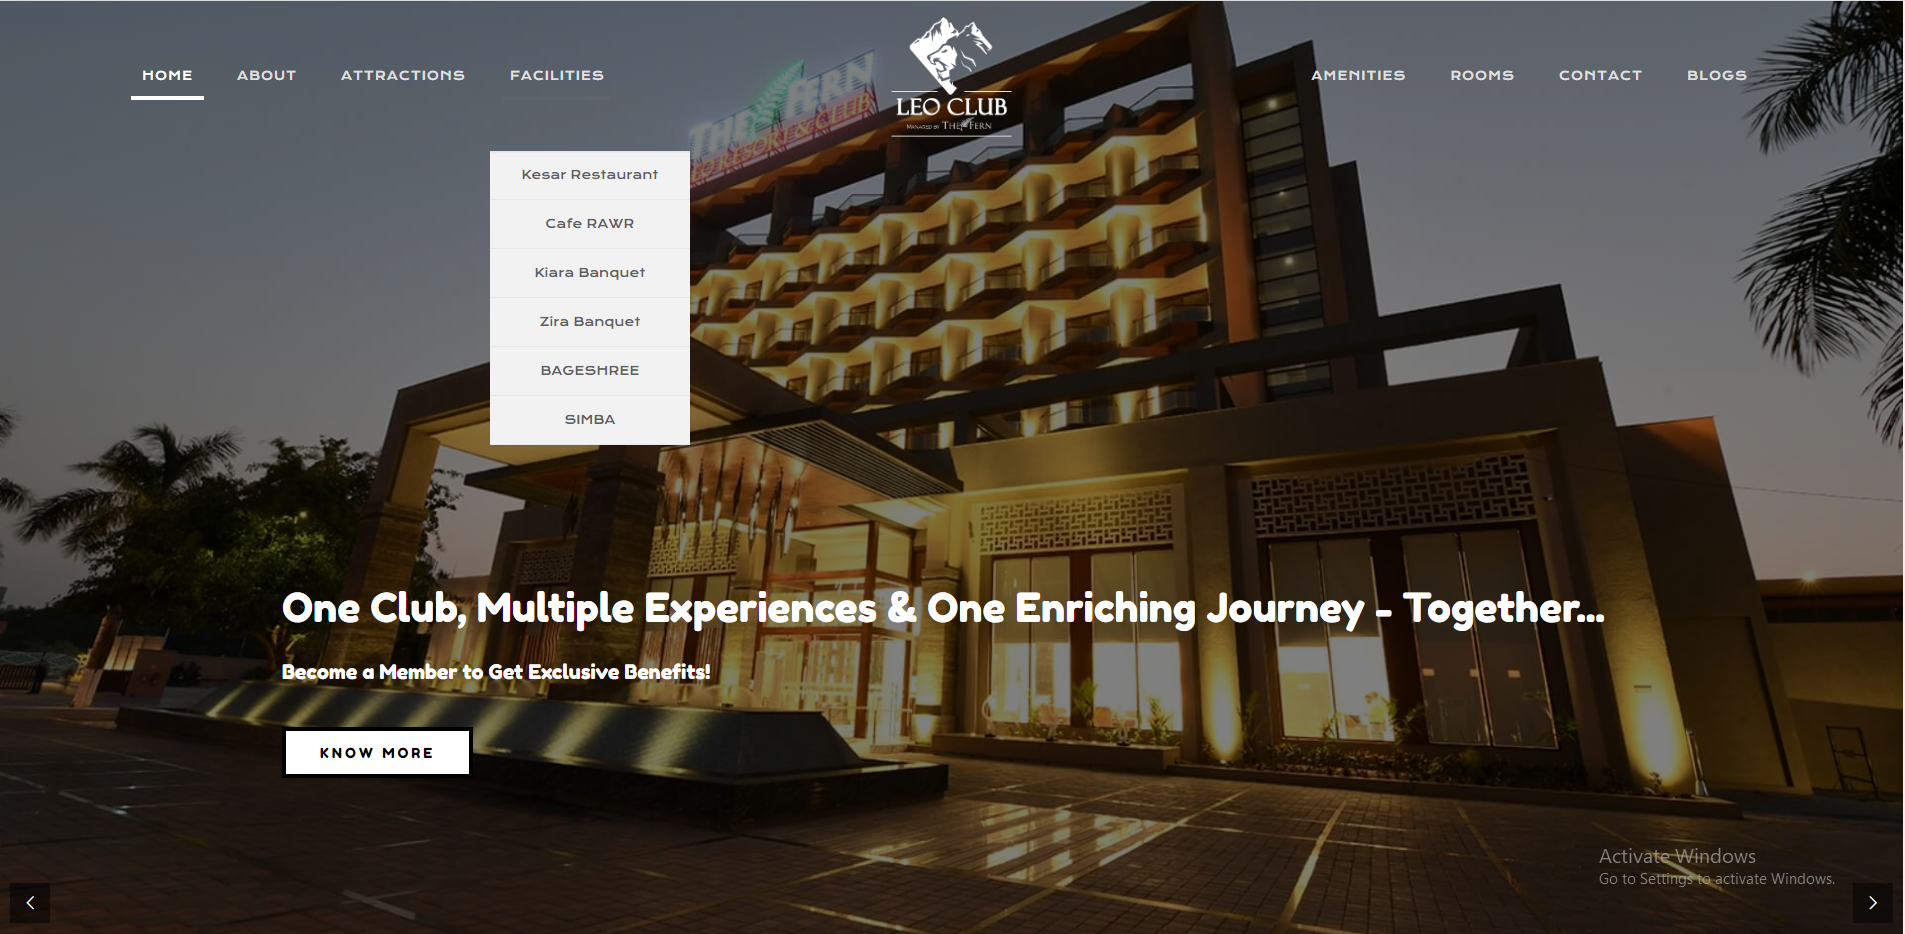 HOME
ABOUT
ATTRACTIONS
FACILITIES
LEO CLUB
MANAGED BY THE FERN
AMENITIES
ROOMS
CONTACT
BLOGS
THE FERN
LEO RESORT & CLUB
Kesar Restaurant
Cafe RAWR
Kiara Banquet
Zira Banquet
BAGESHREE
SIMBA
One Club, Multiple Experiences & One Enriching Journey - Together...
Become a Member to Get Exclusive Benefits!
KNOW MORE
Activate Windows
Go to Settings to activate Windows.